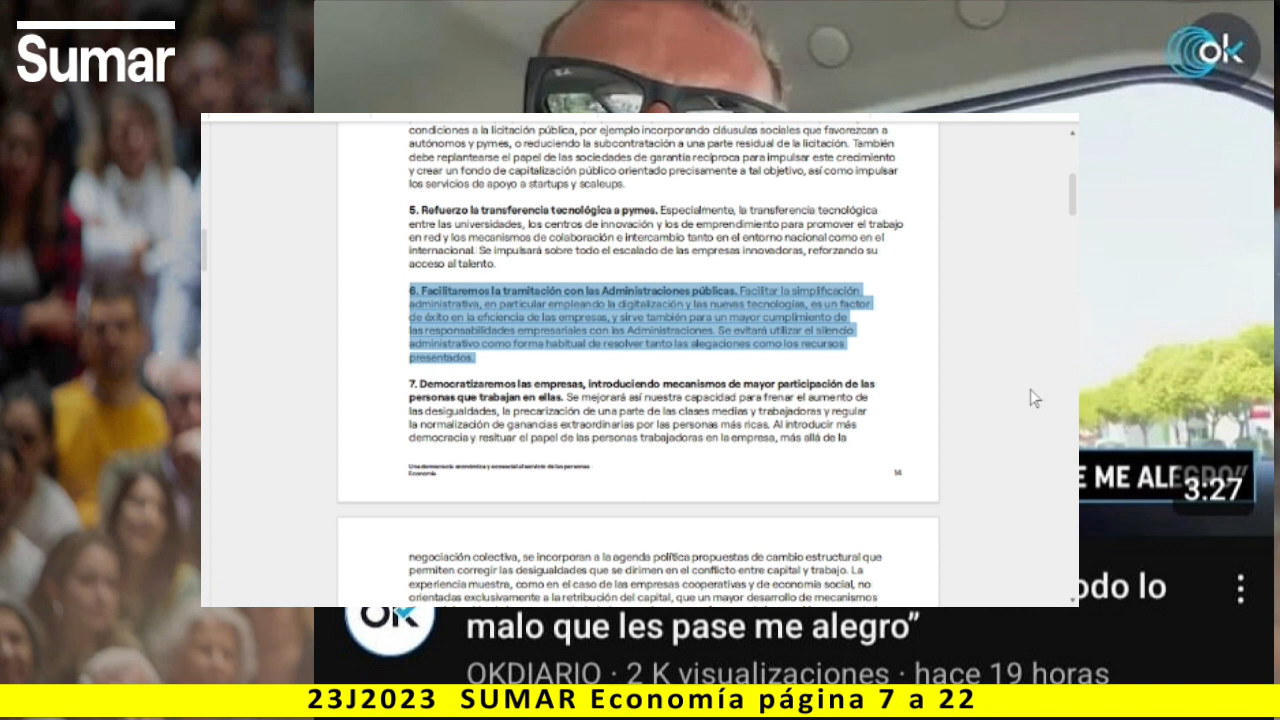 Sumar
ok
condiciones a la licitación pública, por ejemplo incorporando cláusulas sociales que favorezcan a
autónomos y pymes, o reduciendo la subcontratación a una parte residual de la licitación. También
debe replantearse el papel de las sociedades de garantía recíproca para impulsar este crecimiento
y crear un fondo de capitalización público orientado precisamente a tal objetivo, así como impulsar
los servicios de apoyo a startups y scaleups.
5. Refuerzo la transferencia tecnológica a pymes. Especialmente, la transferencia tecnológica
entre las universidades, los centros de innovación y los de emprendimiento para promover el trabajo
en red y los mecanismos de colaboración e intercambio tanto en el entorno nacional como en el
internacional. Se impulsará sobre todo el escalado de las empresas innovadoras, reforzando su
acceso al talento.
6. Facilitaremos la tramitación con las Administraciones públicas. Facilitar la simplificación
administrativa, en particular empleando la digitalización y las nuevas tecnologías, es un factor
de éxito en la eficiencia de las empresas, y sirve también para un mayor cumplimiento de
las responsabilidades empresariales con las Administraciones. Se evitará utilizar el silencio
administrativo como forma habitual de resolver tanto las alegaciones como los recursos
presentados.
7. Democratizaremos las empresas, introduciendo mecanismos de mayor participación de las
personas que trabajan en ellas. Se mejorará así nuestra capacidad para frenar el aumento de
las desigualdades, la precarización de una parte de las clases medias y trabajadoras y regular
la normalización de ganancias extraordinarias por las personas más ricas. Al introducir más
democracia y resituar el papel de las personas trabajadoras en la empresa, más allá de la
Una democracia económica y ecosocial al servicio de las personas
Economía
14
negociación colectiva, se incorporan a la agenda política propuestas de cambio estructural que
permiten corregir las desigualdades que se dirimen en el conflicto entre capital y trabajo. La
experiencia muestra, como en el caso de las empresas cooperativas y de economía social, no
orientadas exclusivamente a la retribución del capital, que un mayor desarrollo de mecanismos
E ME ALEGRO”
3:27
odo lo
OK
malo que les pase me alegro”
OKDIARIO · 2 K visualizaciones · hace 19 horas
23J2023 SUMAR Economía página 7 a 22